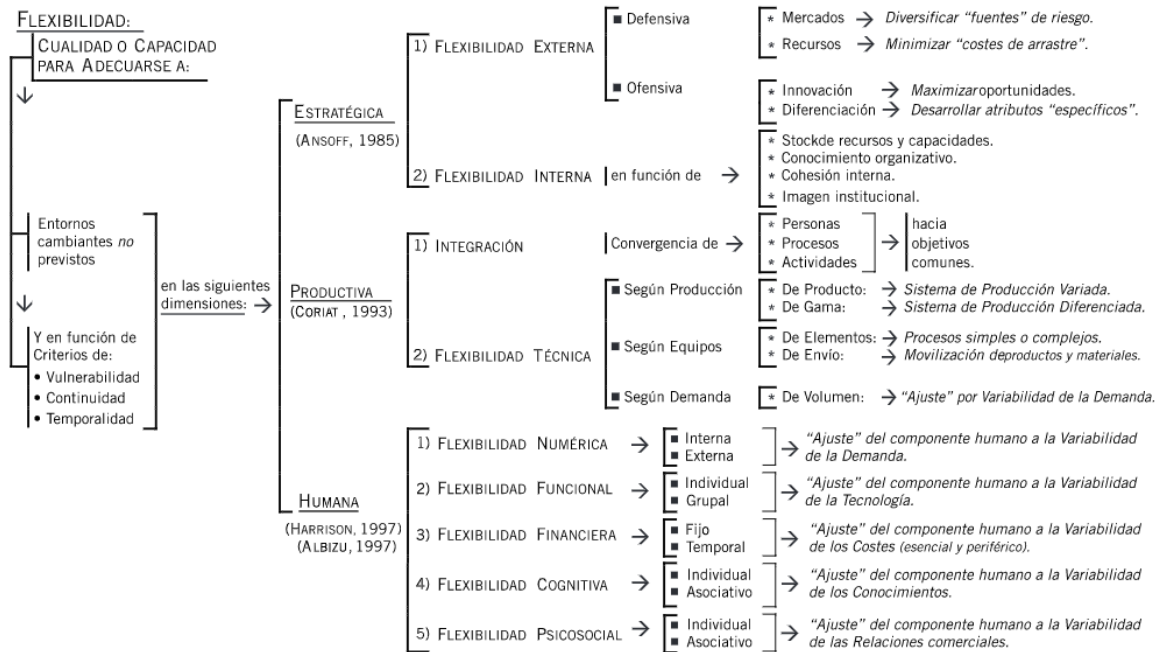 FLEXIBILIDAD:
CUALIDAD O CAPACIDAD
PARA ADECUARSE A:
Entornos
cambiantes no
previstos
Y en función de
Criterios de:
• Vulnerabilidad
• Continuidad
• Temporalidad
en las siguientes
dimensiones: →
ESTRATÉGICA
(ANSOFF, 1985)
1) FLEXIBILIDAD EXTERNA
■ Defensiva
* Mercados → Diversificar “fuentes” de riesgo.
* Recursos → Minimizar “costes de arrastre”.
■ Ofensiva
* Innovación → Maximizaroportunidades.
* Diferenciación → Desarrollar atributos “específicos”.
2) FLEXIBILIDAD INTERNA
en función de →
* Stockde recursos y capacidades.
* Conocimiento organizativo.
* Cohesión interna.
* Imagen institucional.
PRODUCTIVA
(CORIAT , 1993)
1) INTEGRACIÓN
Convergencia de →
* Personas
* Procesos
* Actividades
→ hacia
objetivos
comunes.
2) FLEXIBILIDAD TÉCNICA
■ Según Producción
* De Producto: → Sistema de Producción Variada.
* De Gama: → Sistema de Producción Diferenciada.
■ Según Equipos
* De Elementos: → Procesos simples o complejos.
* De Envío: → Movilización deproductos y materiales.
■ Según Demanda
* De Volumen: → “Ajuste” por Variabilidad de la Demanda.
HUMANA
(HARRISON, 1997)
(ALBIZU, 1997)
1) FLEXIBILIDAD NUMÉRICA →
■ Interna
■ Externa
→ “Ajuste” del componente humano a la Variabilidad
de la Demanda.
2) FLEXIBILIDAD FUNCIONAL →
■ Individual
■ Grupal
→ “Ajuste” del componente humano a la Variabilidad
de la Tecnología.
3) FLEXIBILIDAD FINANCIERA →
■ Fijo
■ Temporal
→ “Ajuste” del componente humano a la Variabilidad
de los Costes (esencial y periférico).
4) FLEXIBILIDAD COGNITIVA →
■ Individual
■ Asociativo
→ “Ajuste” del componente humano a la Variabilidad
de los Conocimientos.
5) FLEXIBILIDAD PSICOSOCIAL →
■ Individual
■ Asociativo
→ “Ajuste” del componente humano a la Variabilidad
de las Relaciones comerciales.